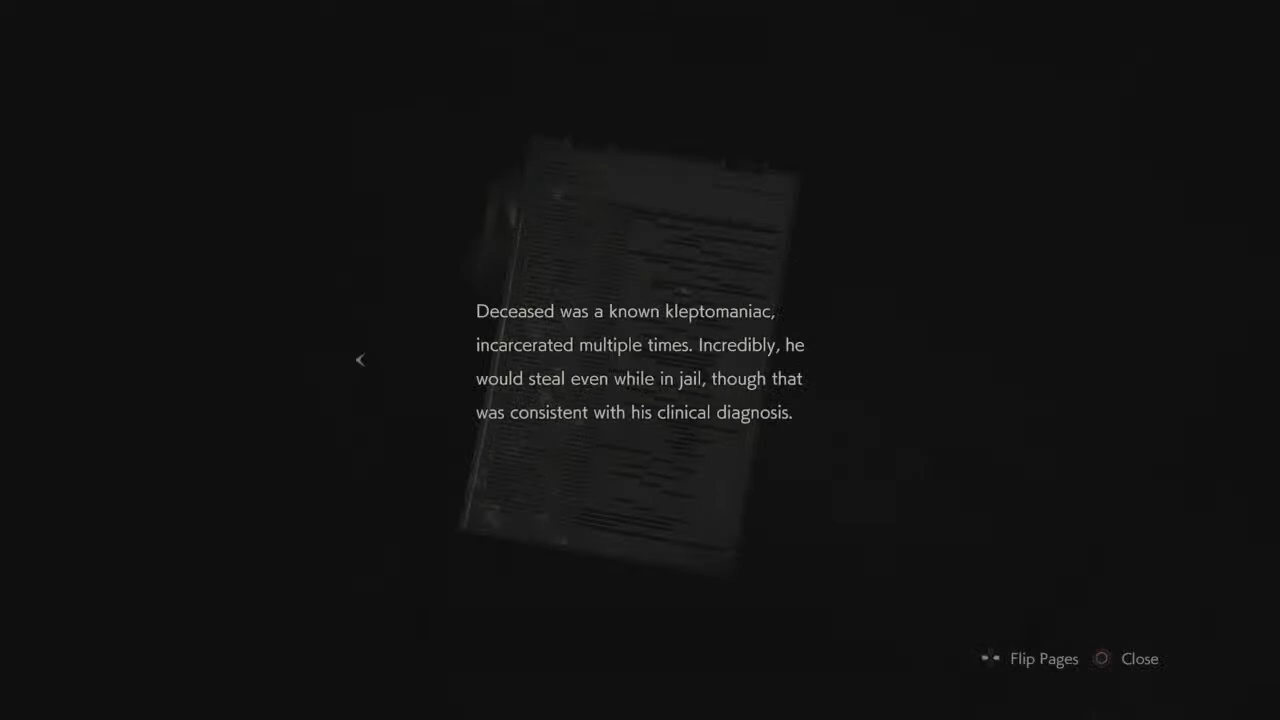 Deceased was a known kleptomaniac,
incarcerated multiple times. Incredibly, he
would steal even while in jail, though that
was consistent with his clinical diagnosis.
Flip Pages Close